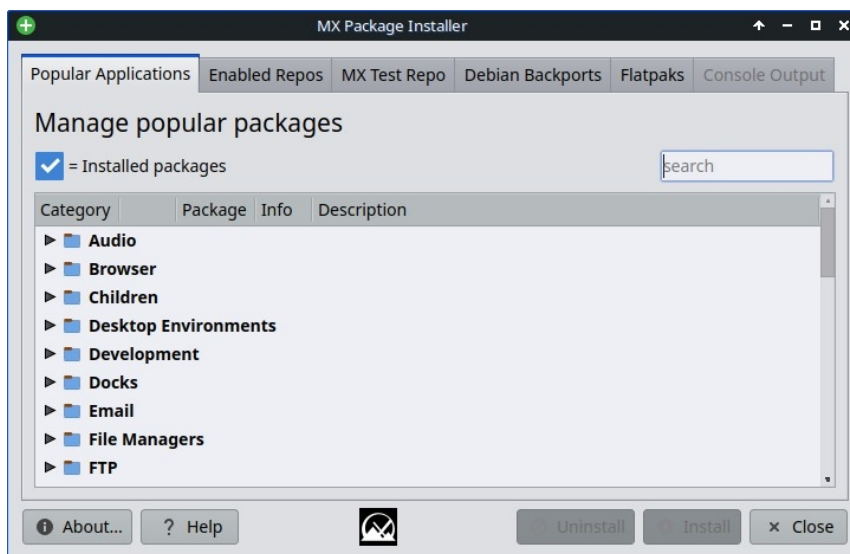 MX Package Installer
Popular Applications Enabled Repos MX Test Repo Debian Backports Flatpaks Console Output
Manage popular packages
= Installed packages search
Category Package Info Description
Audio
Browser
Children
Desktop Environments
Development
Docks
Email
File Managers
FTP
About... ? Help Uninstall Install Close